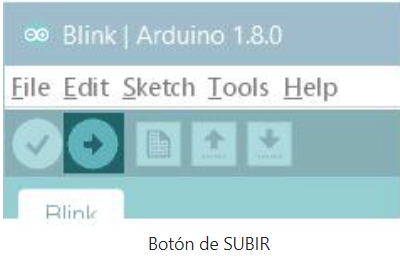 Blink | Arduino 1.8.0
File Edit Sketch Tools Help
Blink
Botón de SUBIR